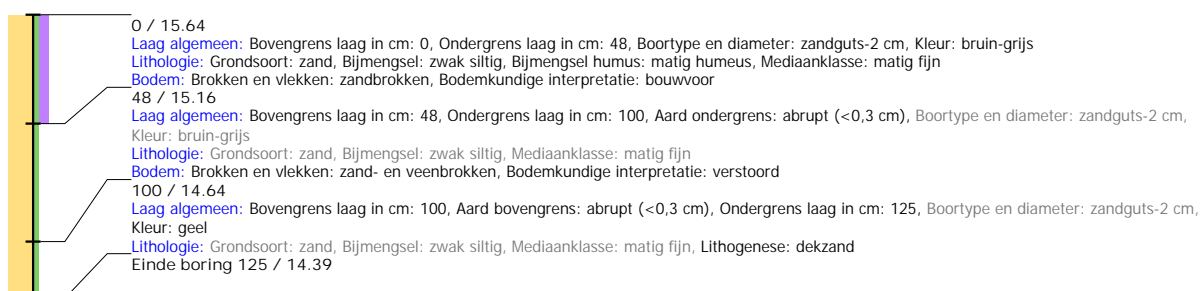 0 / 15.64
Laag algemeen: Bovengrens laag in cm: 0, Ondergrens laag in cm: 48, Boortype en diameter: zandguts-2 cm, Kleur: bruin-grijs
Lithologie: Grondsoort: zand, Bijmengsel: zwak siltig, Bijmengsel humus: matig humeus, Mediaanklasse: matig fijn
Bodem: Brokken en vlekken: zandbrokken, Bodemkundige interpretatie: bouwvoor
48 / 15.16
Laag algemeen: Bovengrens laag in cm: 48, Ondergrens laag in cm: 100, Aard ondergrens: abrupt (<0,3 cm), Boortype en diameter: zandguts-2 cm,
Kleur: bruin-grijs
Lithologie: Grondsoort: zand, Bijmengsel: zwak siltig, Mediaanklasse: matig fijn
Bodem: Brokken en vlekken: zand- en veenbrokken, Bodemkundige interpretatie: verstoord
100 / 14.64
Laag algemeen: Bovengrens laag in cm: 100, Aard bovengrens: abrupt (<0,3 cm), Ondergrens laag in cm: 125, Boortype en diameter: zandguts-2 cm,
Kleur: geel
Lithologie: Grondsoort: zand, Bijmengsel: zwak siltig, Mediaanklasse: matig fijn, Lithogenese: dekzand
Einde boring 125 / 14.39